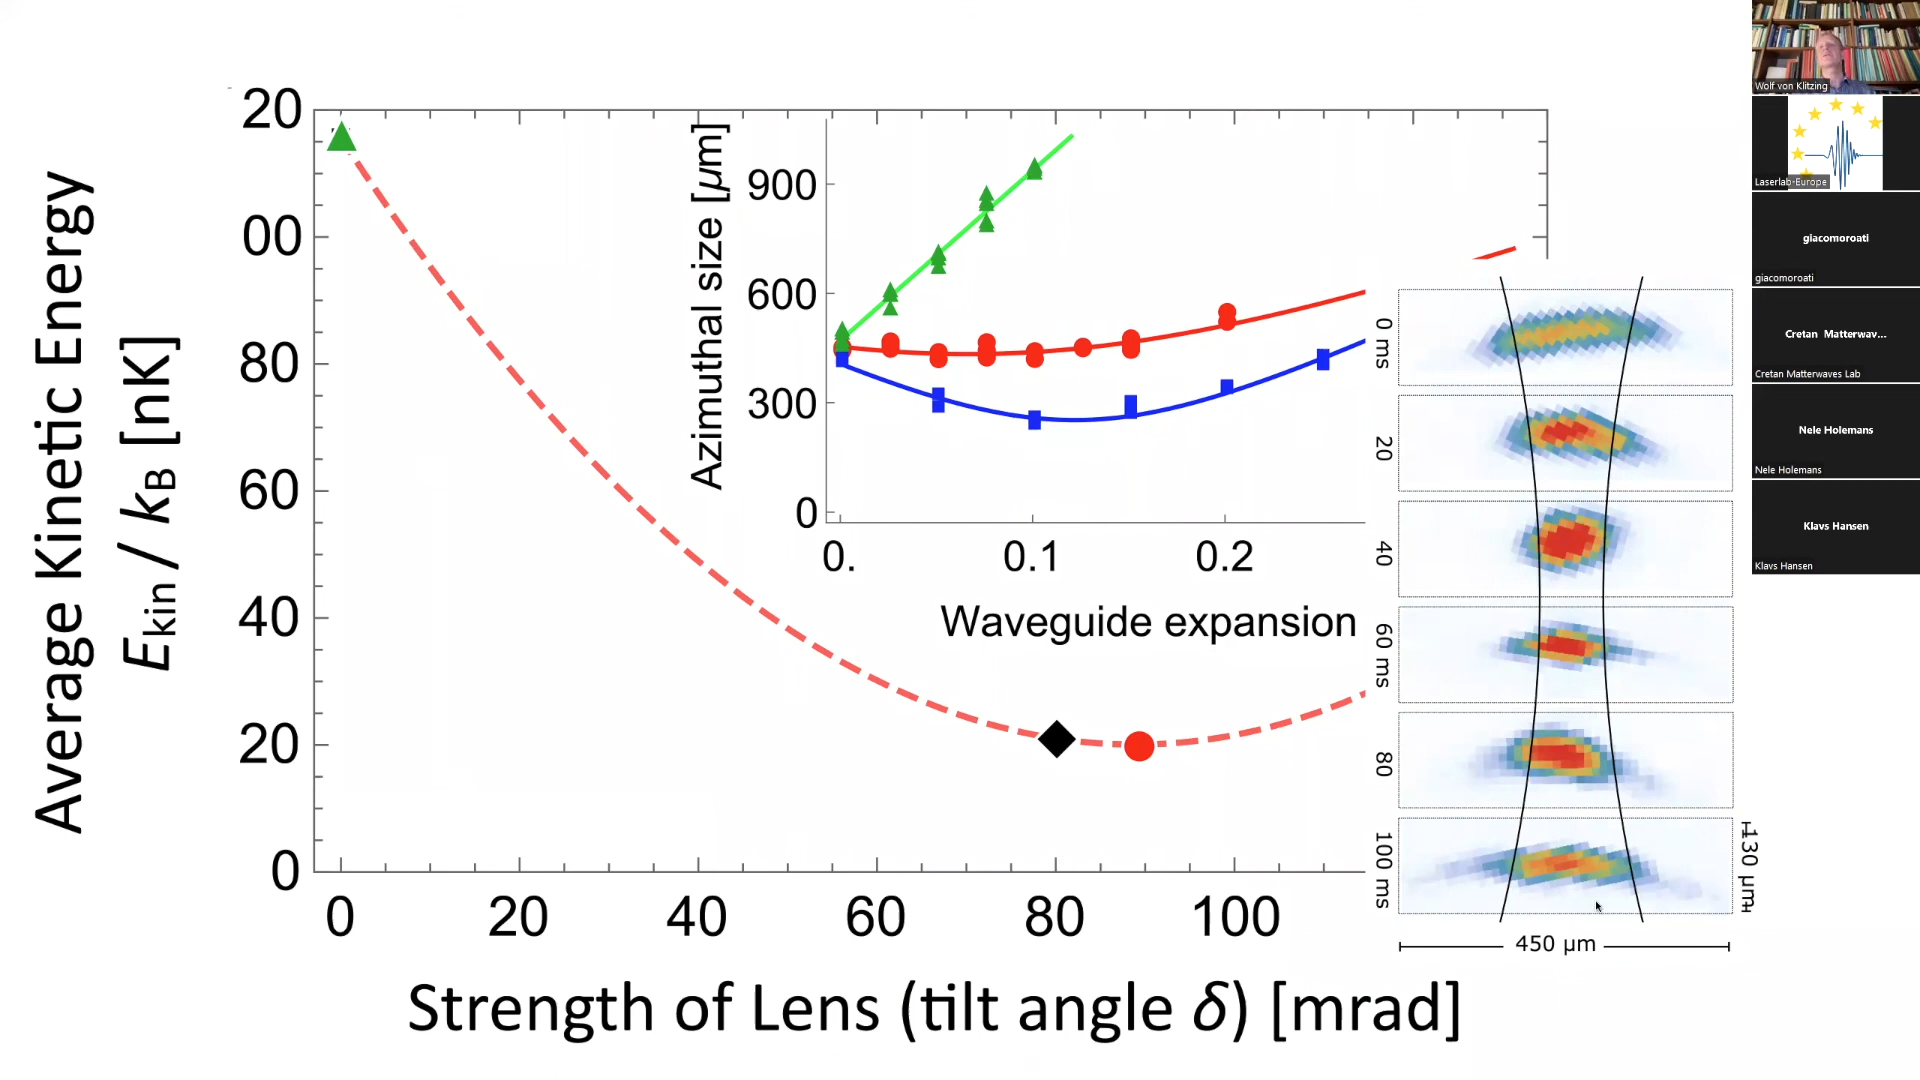 Average Kinetic Energy
Ekin / kB [nK]
20
00
80
60
40
20
0
0 20 40 60 80 100
Strength of Lens (tilt angle δ) [mrad]
Azimuthal size [μm]
900
600
300
0
0. 0.1 0.2
Waveguide expansion
0 ms
20
40
60 ms
80
100 ms
130 μm
450 μm
Wolf von Klitzing
Laserlab-Europe
giacomoroati
giacomoroati
Cretan Matterwav...
Cretan Matterwaves Lab
Nele Holemans
Nele Holemans
Klavs Hansen
Klavs Hansen